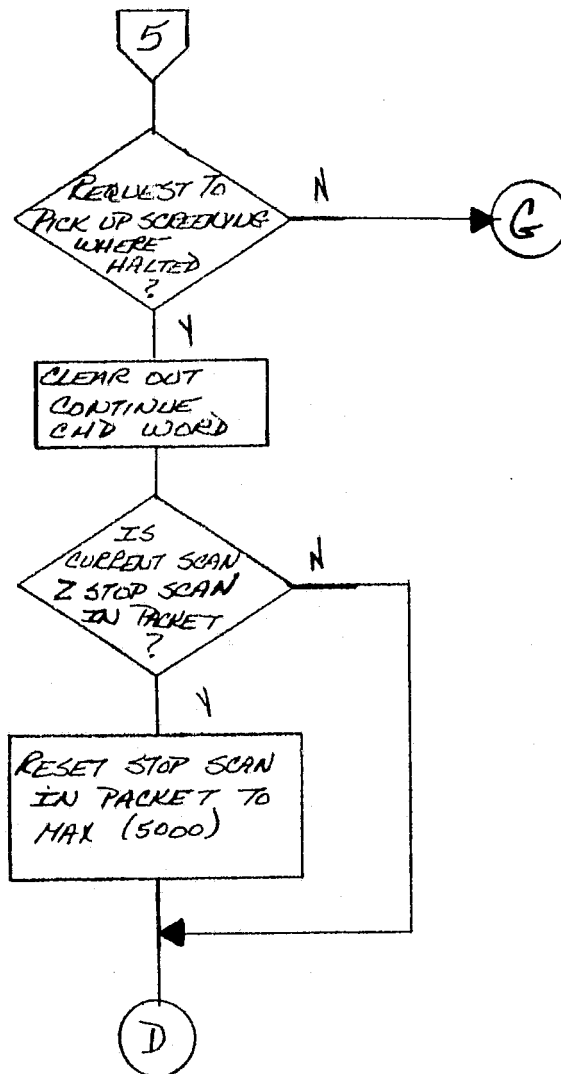 5
REQUEST TO
PICK UP SCREENING
WHERE
HALTED
?
N
G
Y
CLEAR OUT
CONTINUE
CMD WORD
IS
CURRENT SCAN
≥ STOP SCAN
IN PACKET
?
N
Y
RESET STOP SCAN
IN PACKET TO
MAX (5000)
D